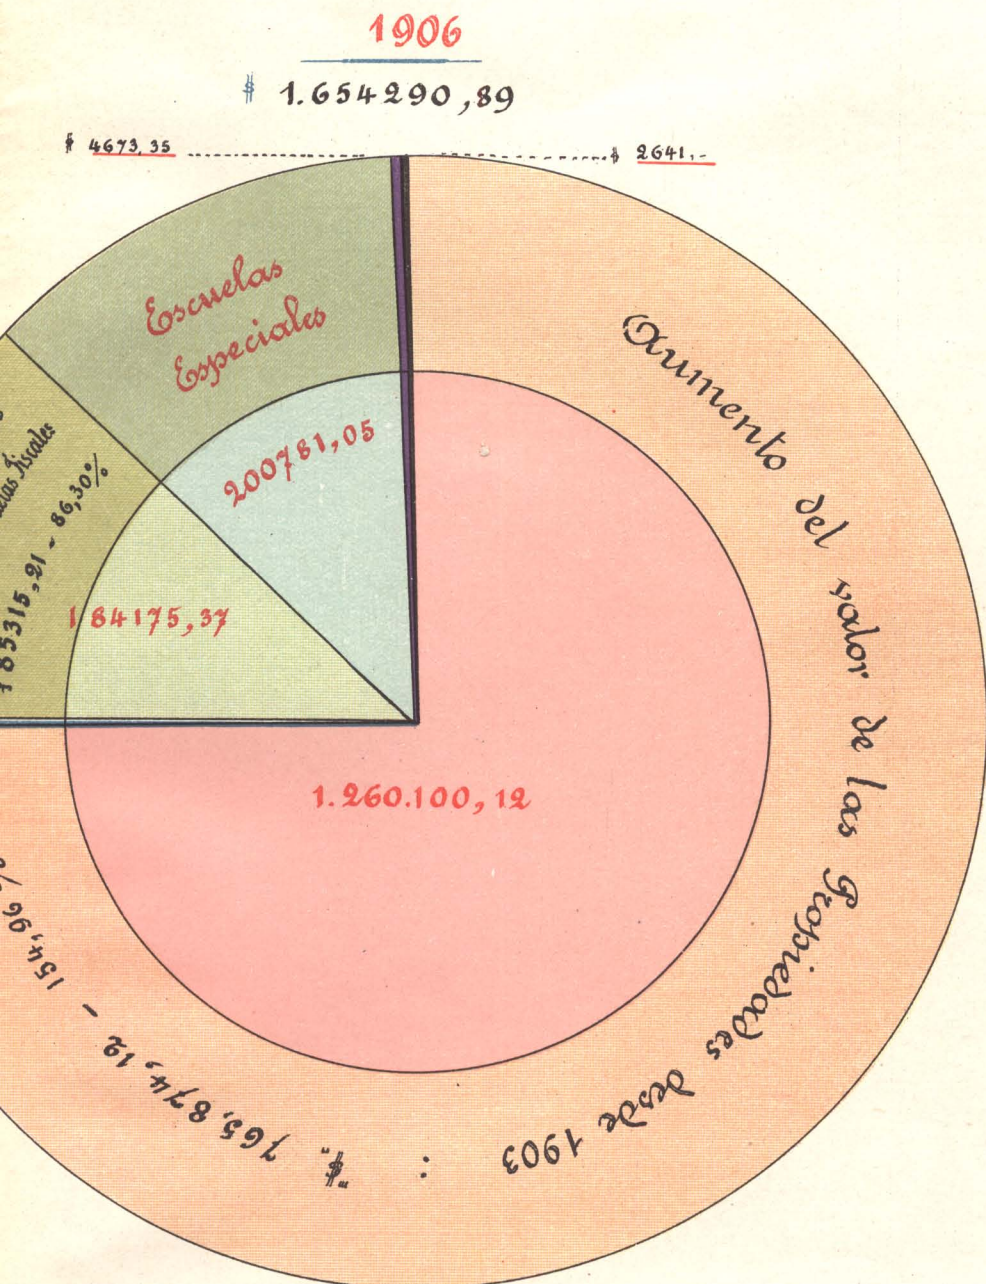 1906
$ 1.654290,89
$ 4673,35
$ 2641,-
Escuelas
Especiales
200781,05
Fiscales
185315,21 - 86,30%
184175,37
1.260.100,12
Aumento del valor de las Propiedades desde 1903 : $. 765,874,12 - 154,96 %